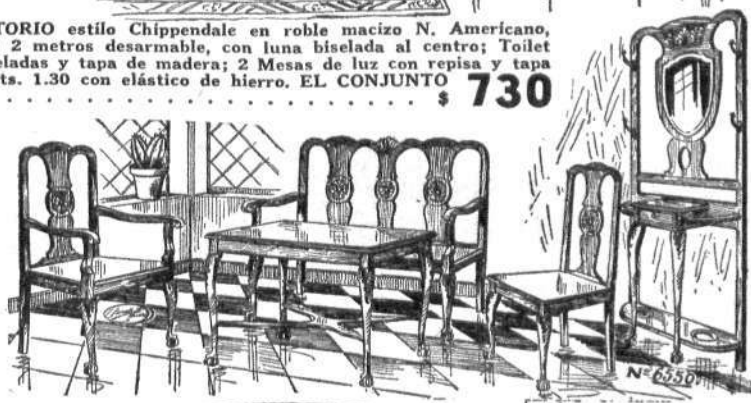 TORIO estilo Chippendale en roble macizo N. Americano,
2 metros desarmable, con luna biselada al centro; Toilet
eladas y tapa de madera; 2 Mesas de luz con repisa y tapa
ts. 1.30 con elástico de hierro. EL CONJUNTO
. . . . . . . . . . . . . . . . . . $ 730
Nº 6550